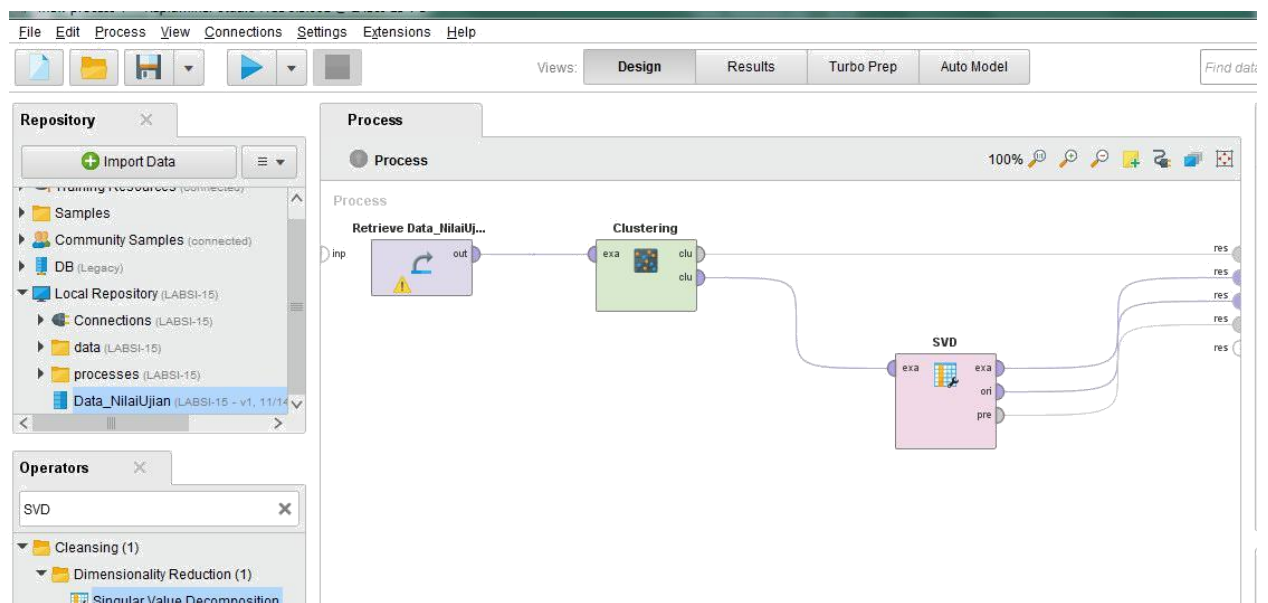 File Edit Process View Connections Settings Extensions Help
Views: Design Results Turbo Prep Auto Model Find data
Repository
Import Data
Training Resources (connected)
Samples
Community Samples (connected)
DB (Legacy)
Local Repository (LABSI-15)
Connections (LABSI-15)
data (LABSI-15)
processes (LABSI-15)
Data_NilaiUjian (LABSI-15 - v1, 11/14
Operators
SVD
Cleansing (1)
Dimensionality Reduction (1)
Singular Value Decomposition
Process
Process
100%
Process
Retrieve Data_NilaiUj...
inp
out
Clustering
exa clu
clu
SVD
exa exa
ori
pre
res
res
res
res
res